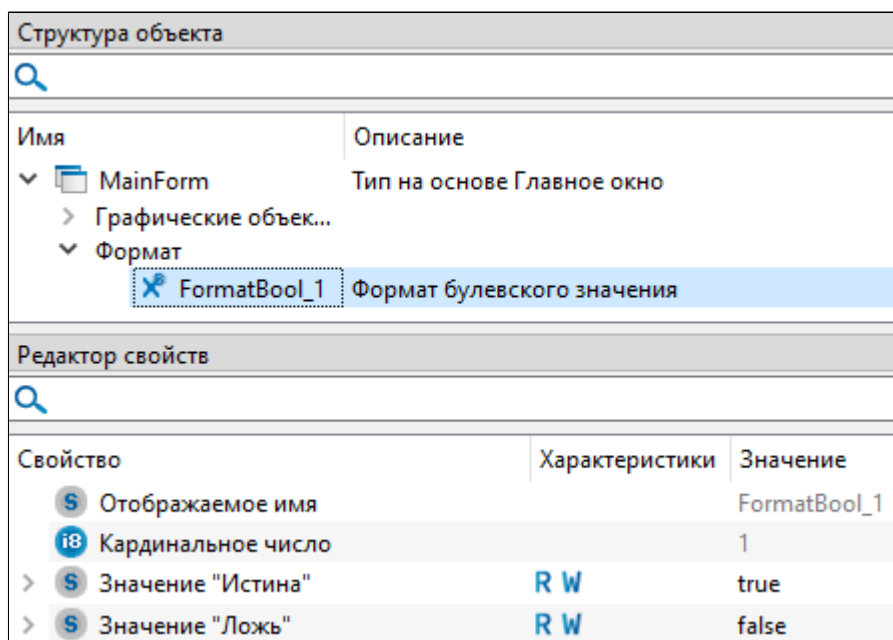 Структура объекта
Имя Описание
MainForm Тип на основе Главное окно
Графические объек...
Формат
FormatBool_1 Формат булевского значения
Редактор свойств
Свойство Характеристики Значение
S Отображаемое имя FormatBool_1
i8 Кардинальное число 1
S Значение "Истина" R W true
S Значение "Ложь" R W false